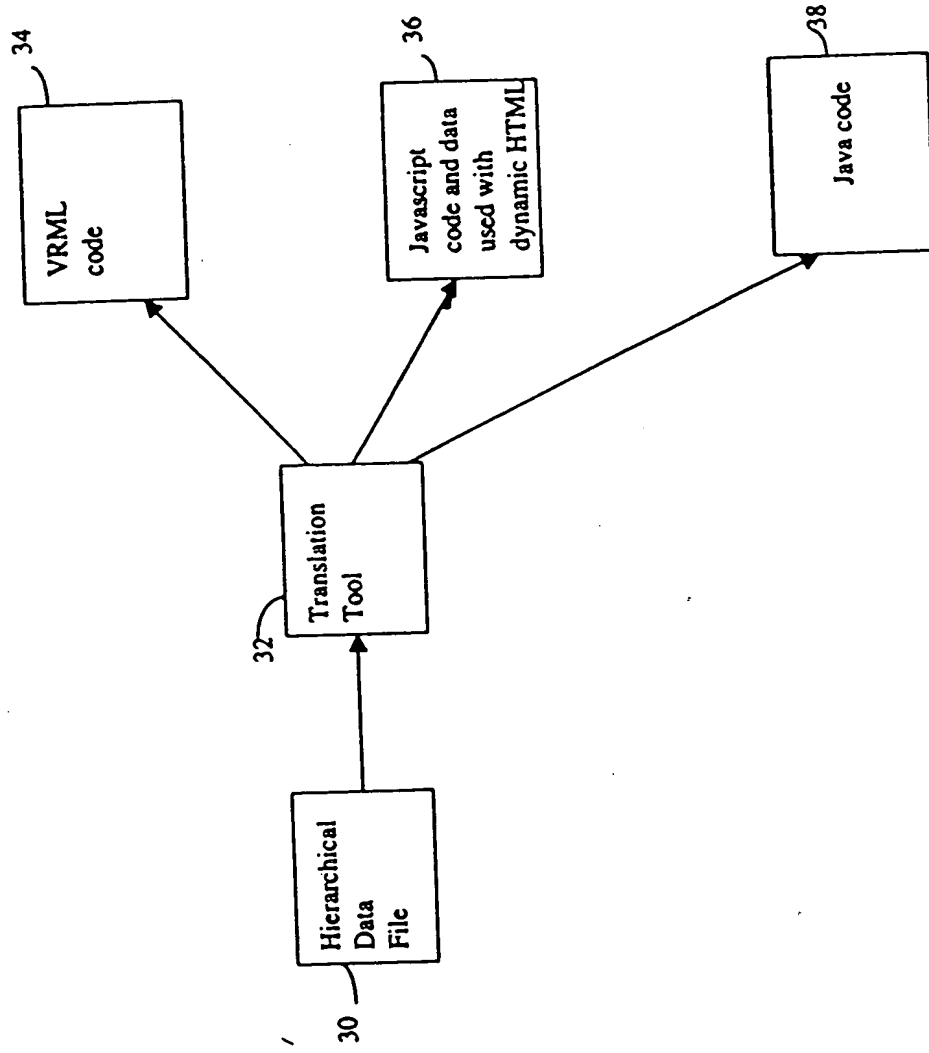 34
VRML
code
36
Javascript
code and data
used with
dynamic HTML
38
Java code
32
Translation
Tool
30
Hierarchical
Data
File